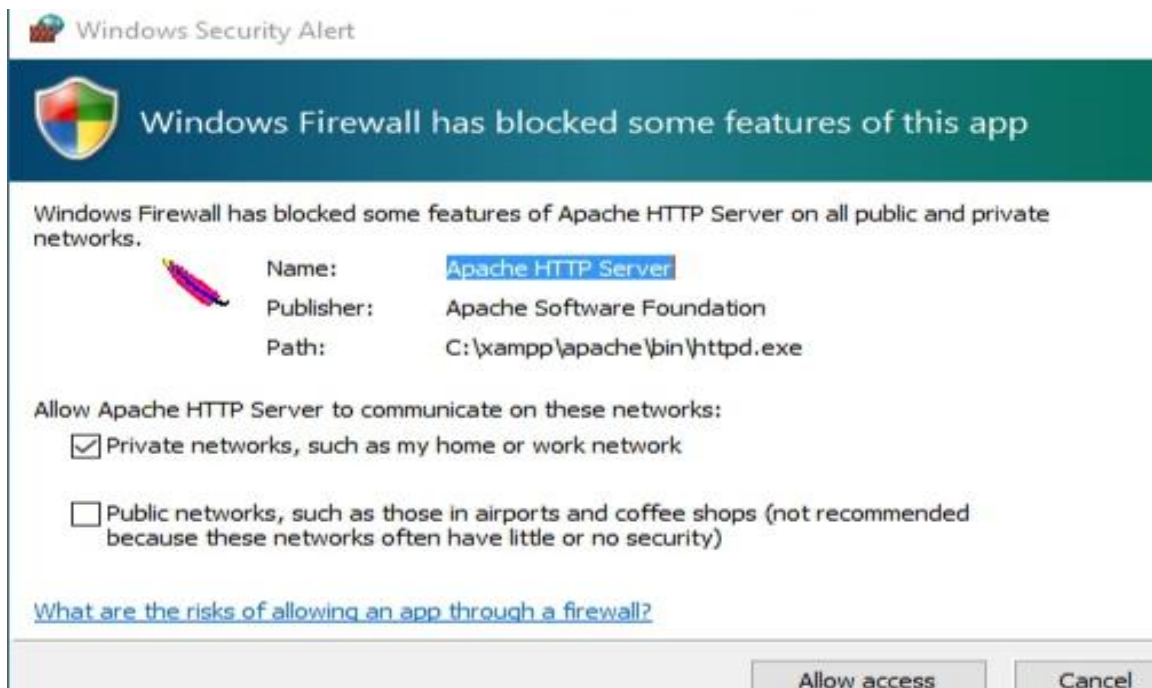 Windows Security Alert
Windows Firewall has blocked some features of this app
Windows Firewall has blocked some features of Apache HTTP Server on all public and private
networks.
Name: Apache HTTP Server
Publisher: Apache Software Foundation
Path: C:\xampp\apache\bin\httpd.exe
Allow Apache HTTP Server to communicate on these networks:
Private networks, such as my home or work network
Public networks, such as those in airports and coffee shops (not recommended
because these networks often have little or no security)
What are the risks of allowing an app through a firewall?
Allow access Cancel